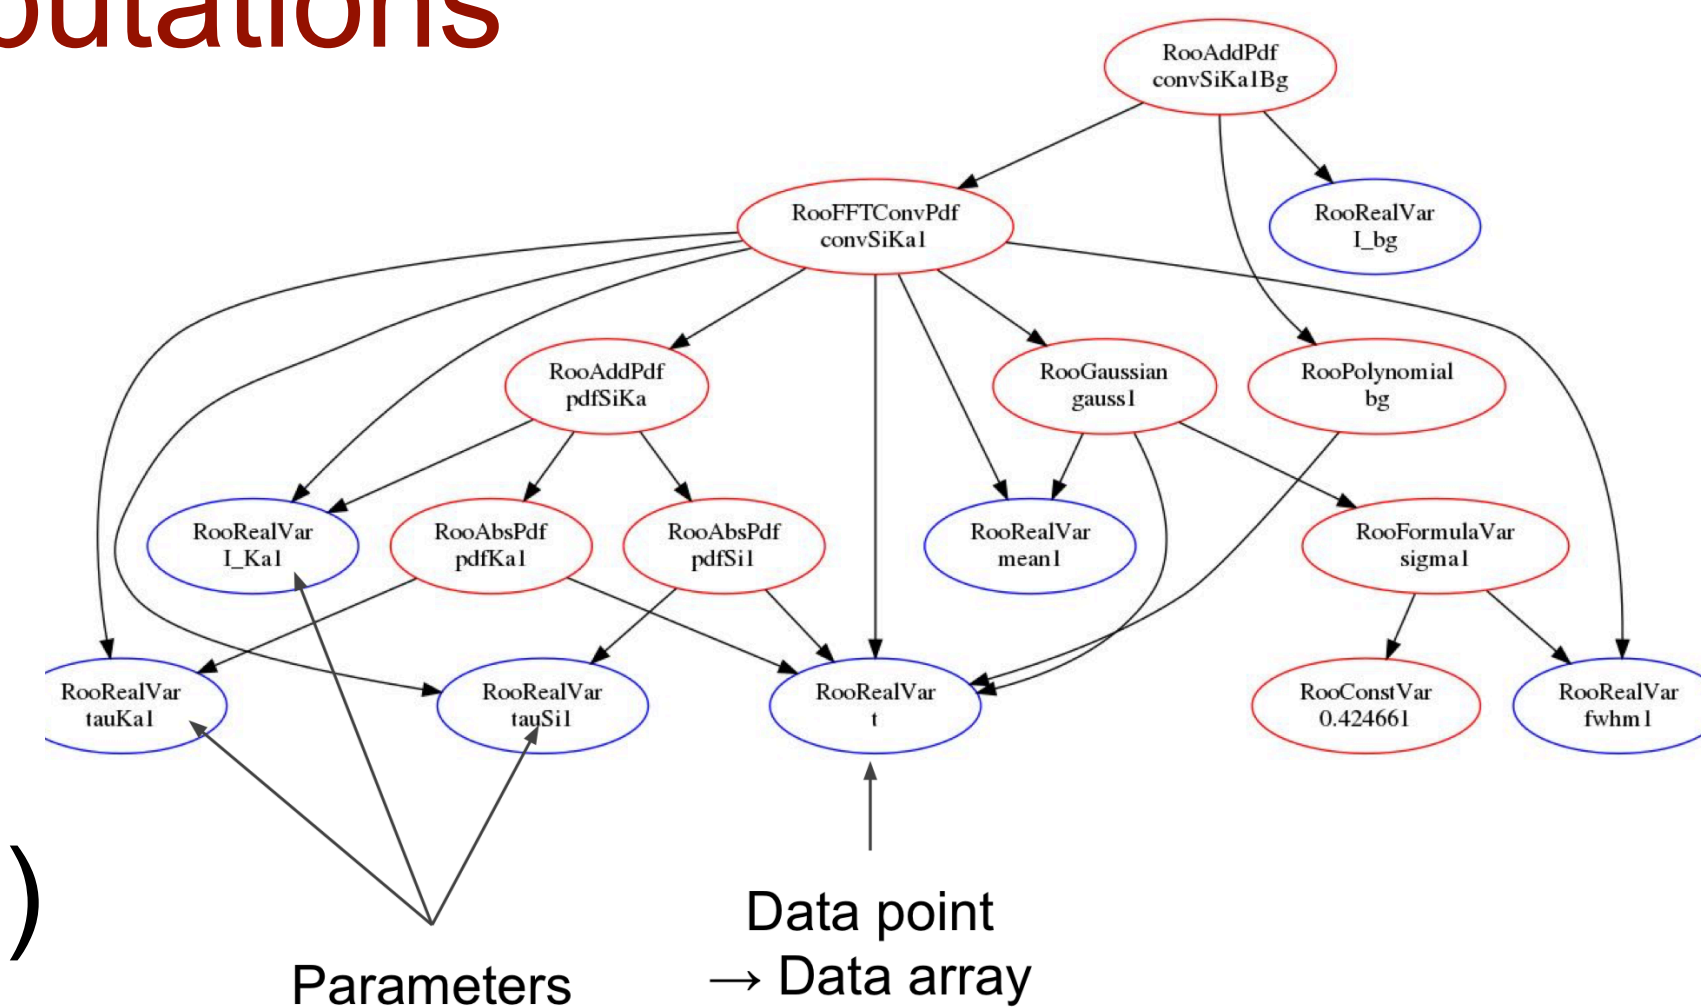 outations
RooAddPdf
convSiKa1Bg
RooFFTConvPdf
convSiKa1
RooRealVar
I_bg
RooAddPdf
pdfSiKa
RooGaussian
gauss1
RooPolynomial
bg
RooRealVar
I_Ka1
RooAbsPdf
pdfKa1
RooAbsPdf
pdfSi1
RooRealVar
mean1
RooFormulaVar
sigma1
RooRealVar
tauKa1
RooRealVar
tauSi1
RooRealVar
t
RooConstVar
0.424661
RooRealVar
fwhm1
)
Parameters
Data point
→ Data array